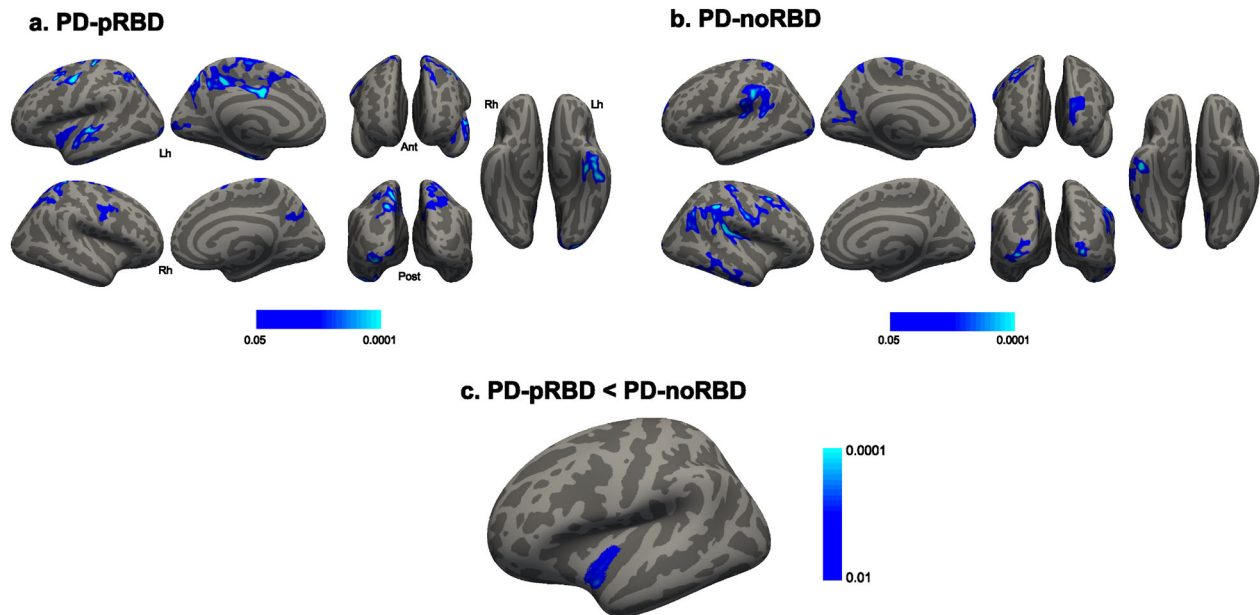 a. PD-pRBD
b. PD-noRBD
Lh
Ant
Rh
Lh
Rh
Post
0.05
0.0001
0.05
0.0001
c. PD-pRBD < PD-noRBD
0.0001
0.01